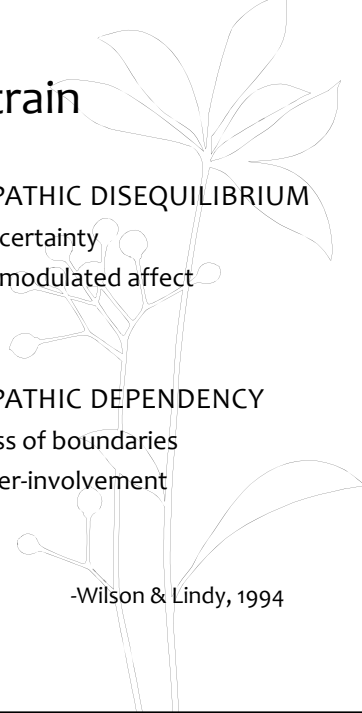 train
PATHIC DISEQUILIBRIUM
certainty
modulated affect
PATHIC DEPENDENCY
ss of boundaries
er-involvement
-Wilson & Lindy, 1994